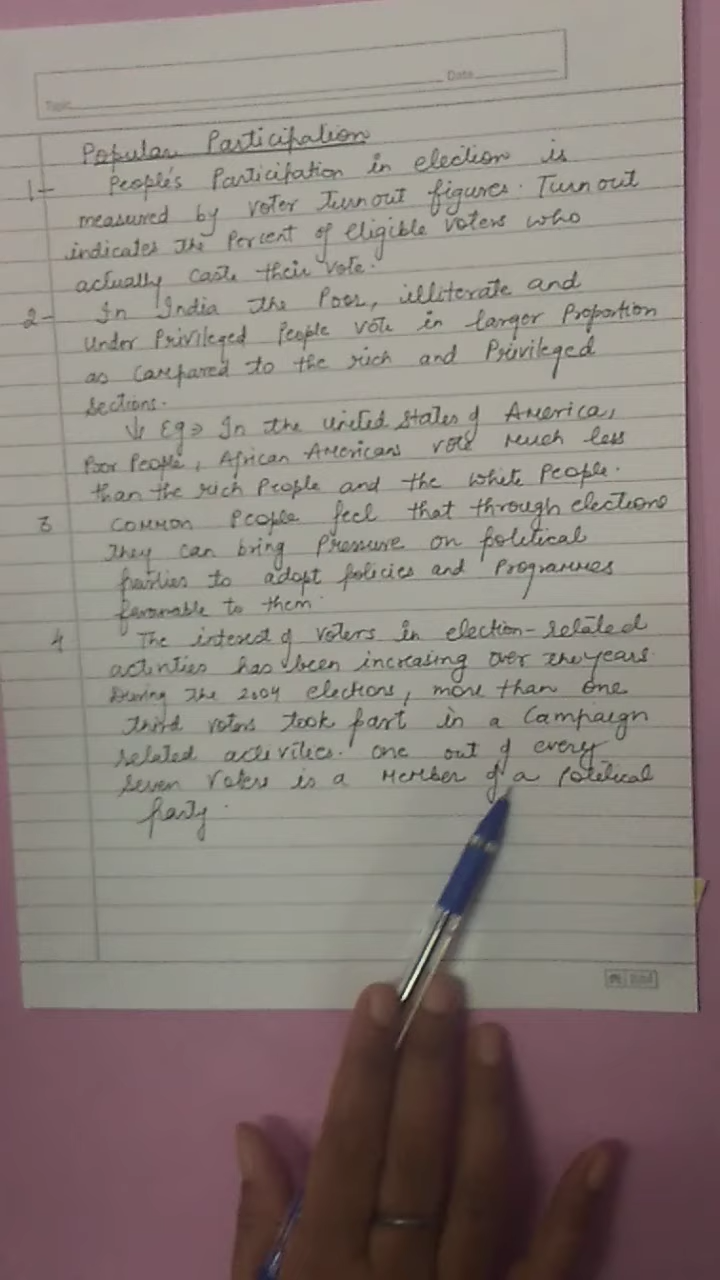 Topic
Date
Popular Participation
1- People's Participation in election is
measured by voter Turnout figures. Turnout
indicates the Percent of eligible voters who
actually caste their vote.
2- In India the Poor, illiterate and
Under Privileged People vote in larger Proportion
as compared to the rich and Privileged
Sections.
↓ Eg ⇒ In the united states of America,
Poor People, African Americans vote much less
than the rich People and the white People.
3 Common People feel that through elections
They can bring Pressure on political
parties to adopt policies and Programmes
favorable to them.
4 The interest of voters in election-related
activities has been increasing over the years.
During the 2004 elections, more than one
third voters took part in a campaign
related activities. one out of every
seven voters is a member of a political
party.